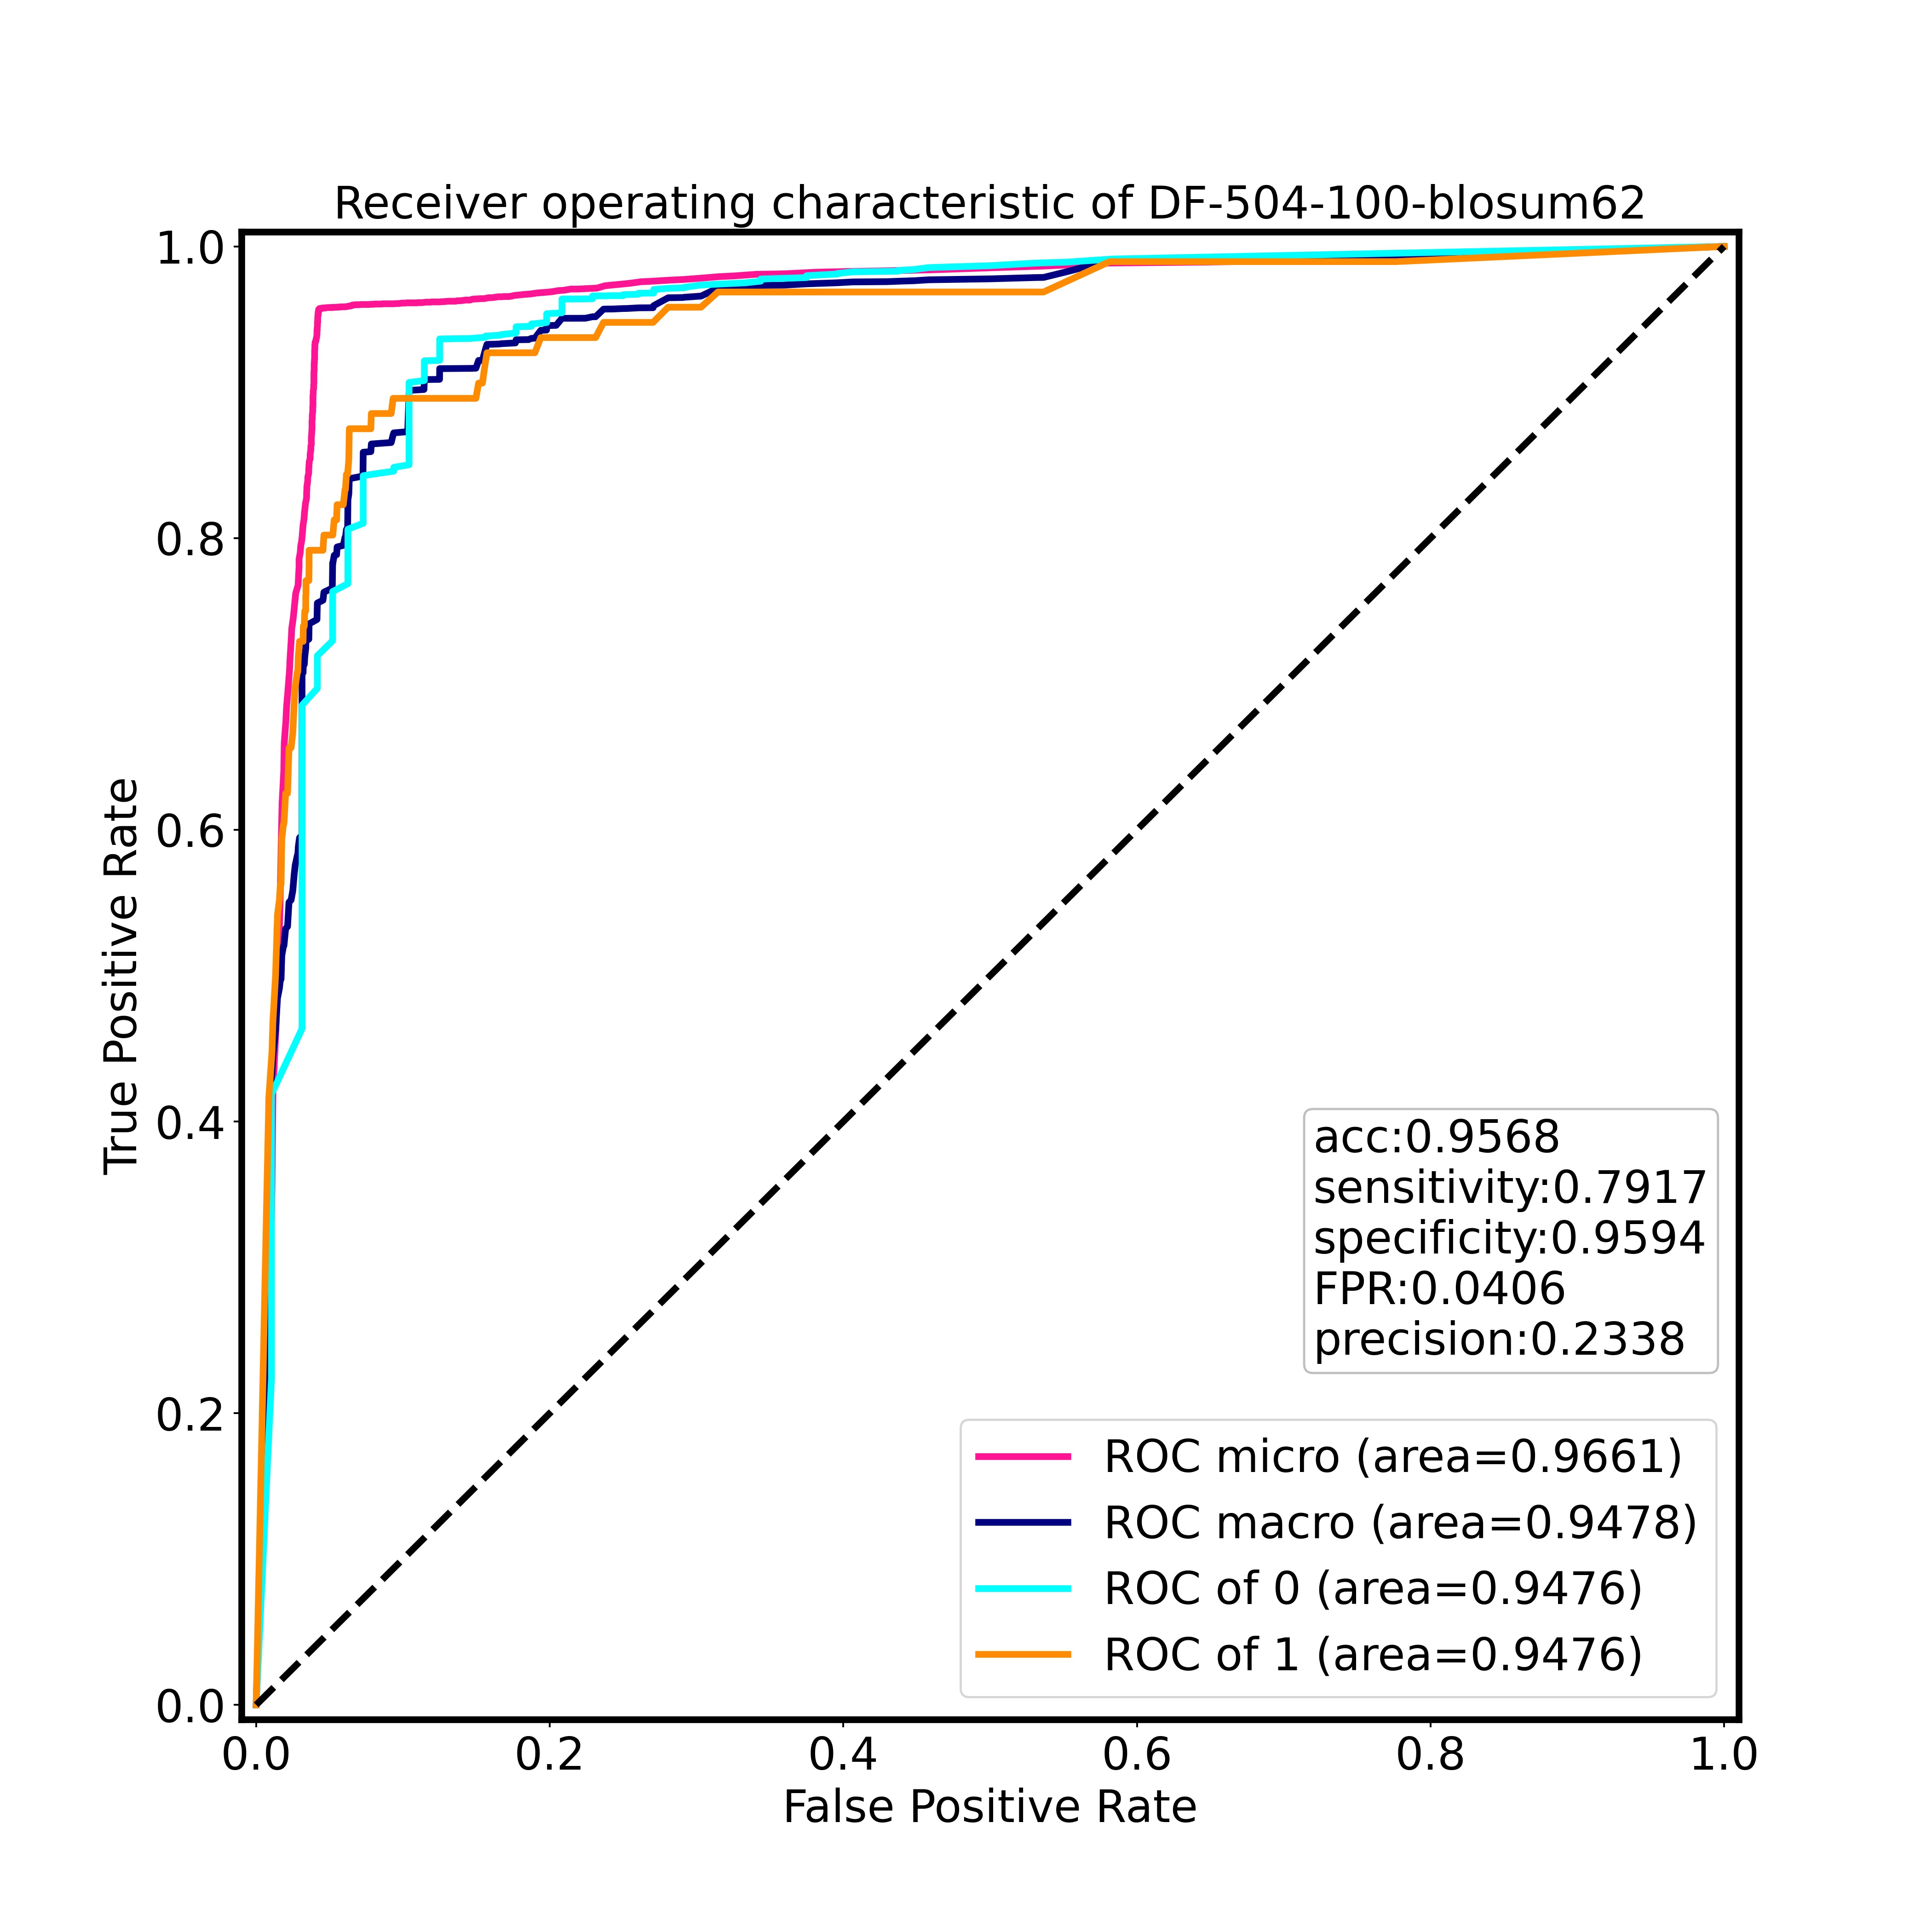 Receiver operating characteristic of DF-504-100-blosum62
1.0
0.8
0.6
0.4
0.2
0.0
True Positive Rate
acc:0.9568
sensitivity:0.7917
specificity:0.9594
FPR:0.0406
precision:0.2338
ROC micro (area=0.9661)
ROC macro (area=0.9478)
ROC of 0 (area=0.9476)
ROC of 1 (area=0.9476)
0.0 0.2 0.4 0.6 0.8 1.0
False Positive Rate